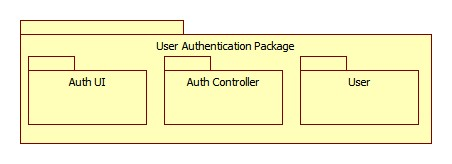 User Authentication Package
Auth UI
Auth Controller
User